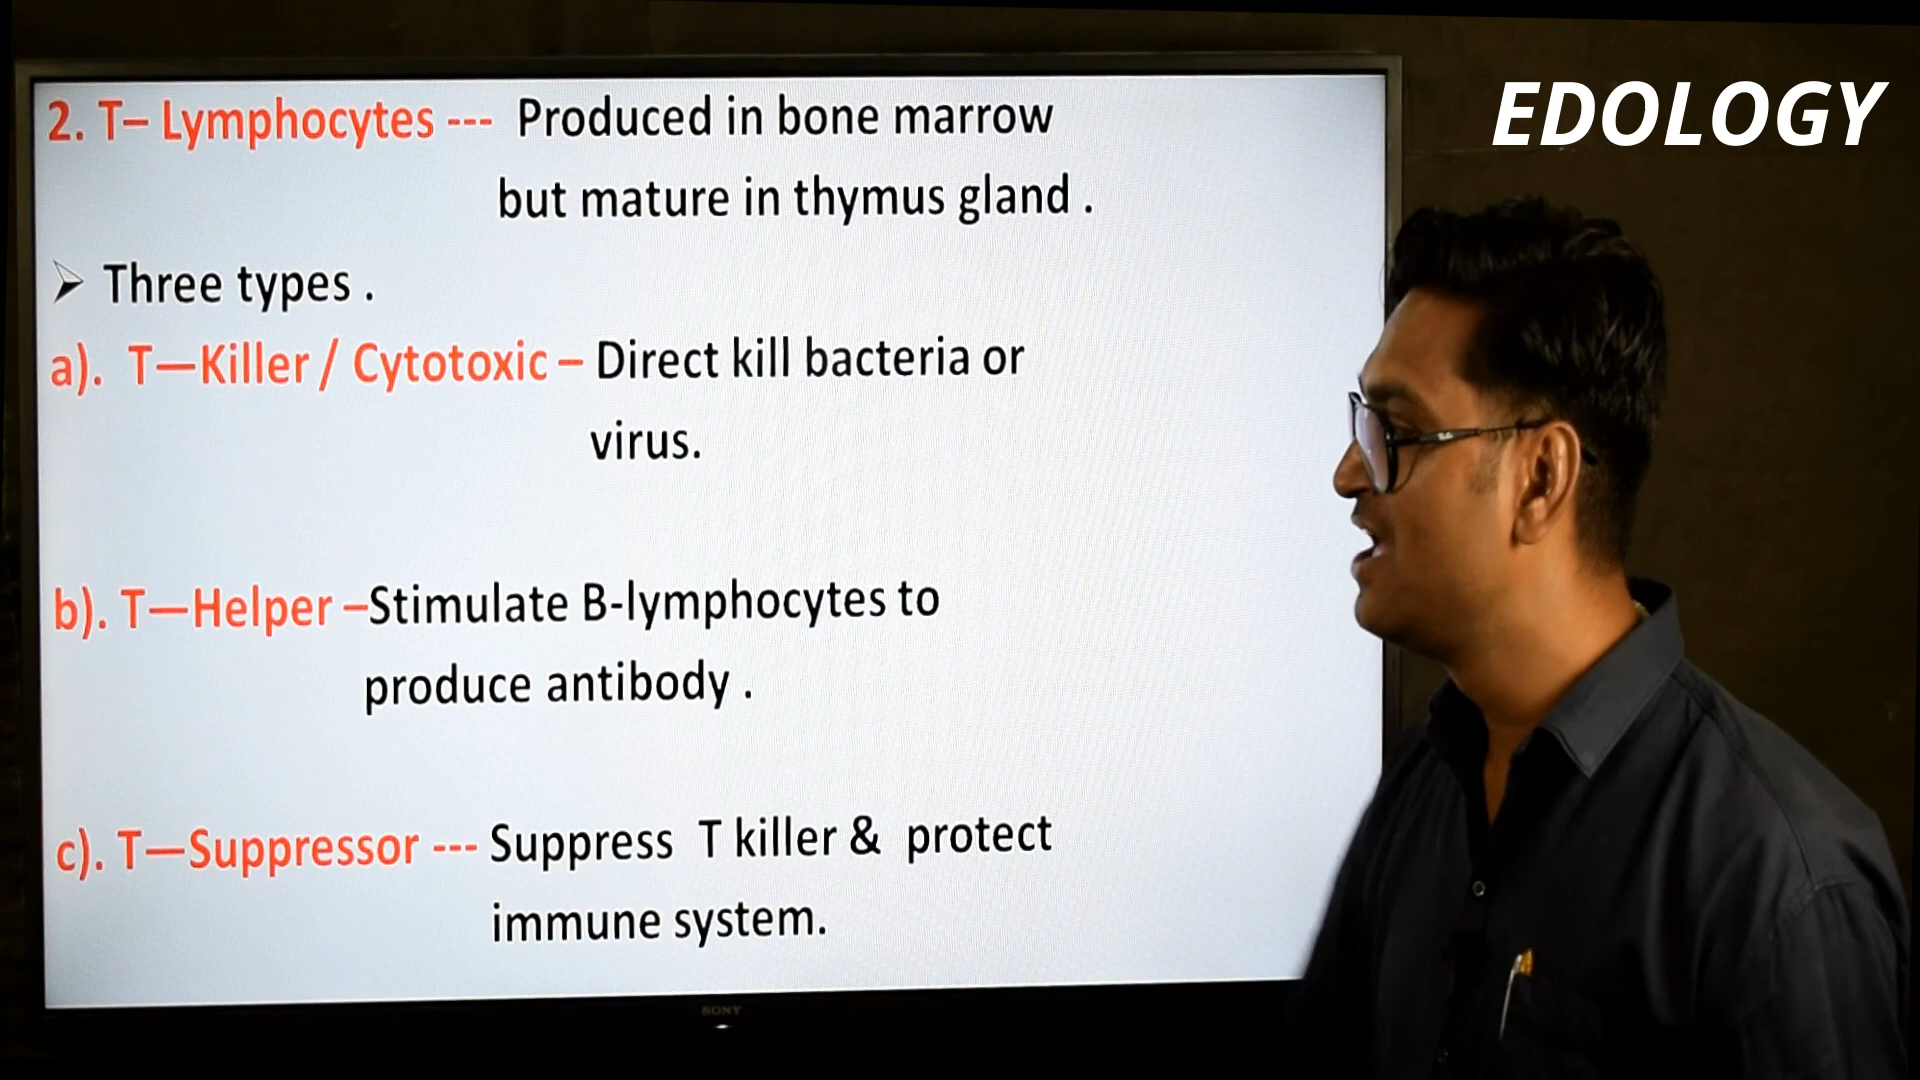 EDOLOGY
2. T– Lymphocytes --- Produced in bone marrow
but mature in thymus gland .
➢ Three types .
a). T—Killer / Cytotoxic – Direct kill bacteria or
virus.
b). T—Helper –Stimulate B-lymphocytes to
produce antibody .
c). T—Suppressor --- Suppress T killer & protect
immune system.
SONY